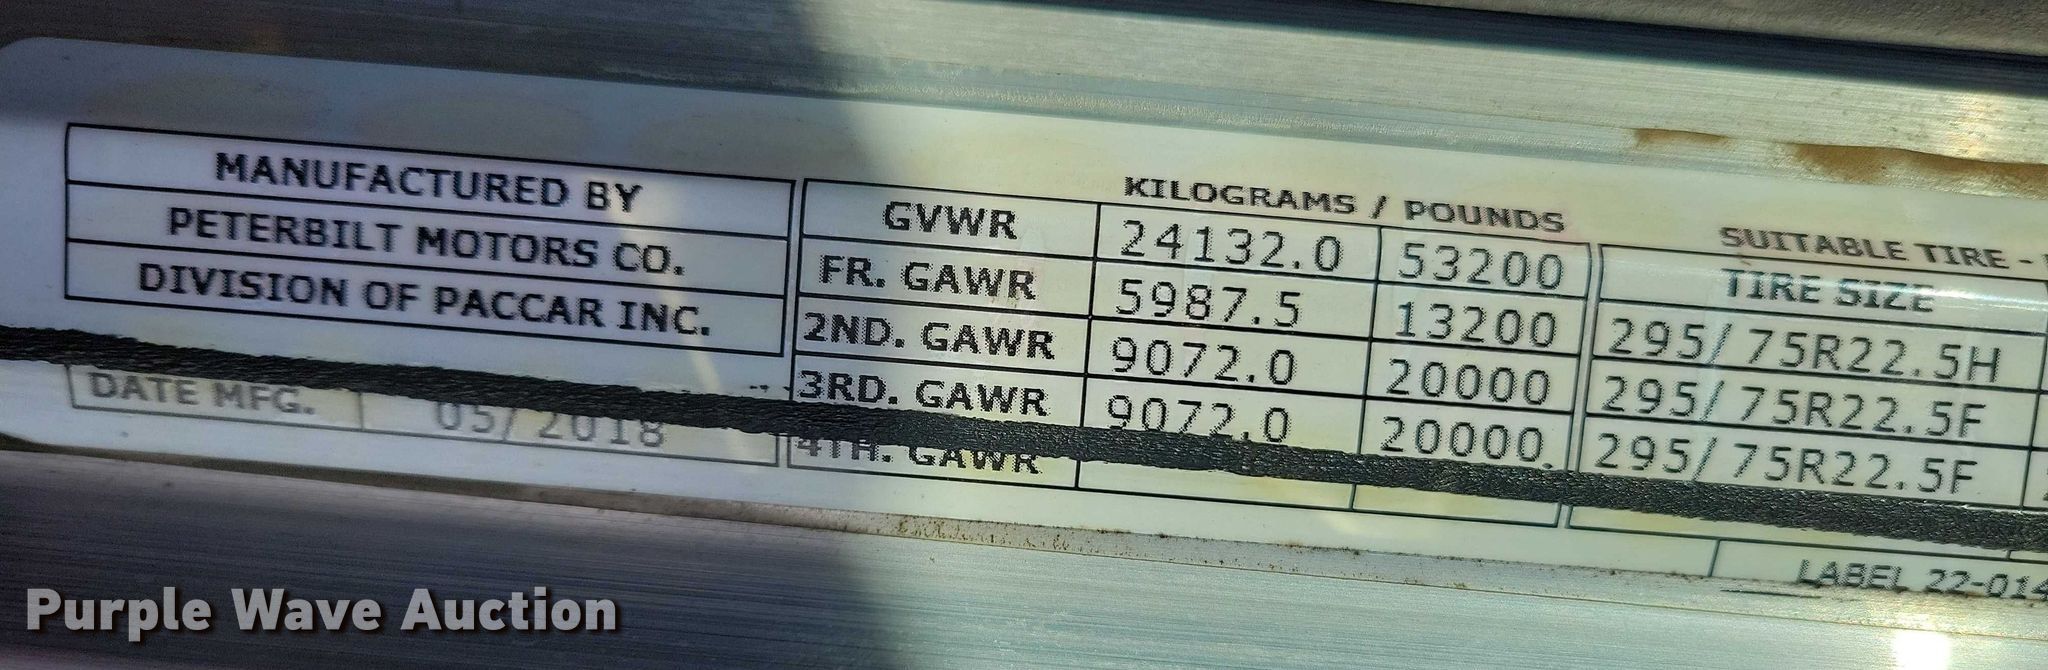 MANUFACTURED BY
PETERBILT MOTORS CO.
DIVISION OF PACCAR INC.
DATE MFG. 05/2018
KILOGRAMS / POUNDS
GVWR 24132.0 53200
FR. GAWR 5987.5 13200
2ND. GAWR 9072.0 20000
3RD. GAWR 9072.0 20000
4TH. GAWR
SUITABLE TIRE -
TIRE SIZE
295/75R22.5H
295/75R22.5F
295/75R22.5F
LABEL 22-014
Purple Wave Auction